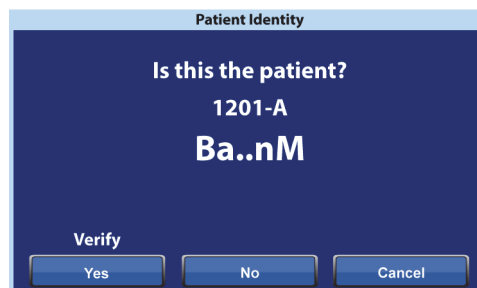 Patient Identity
Is this the patient?
1201-A
Ba..nM
Verify
Yes No Cancel